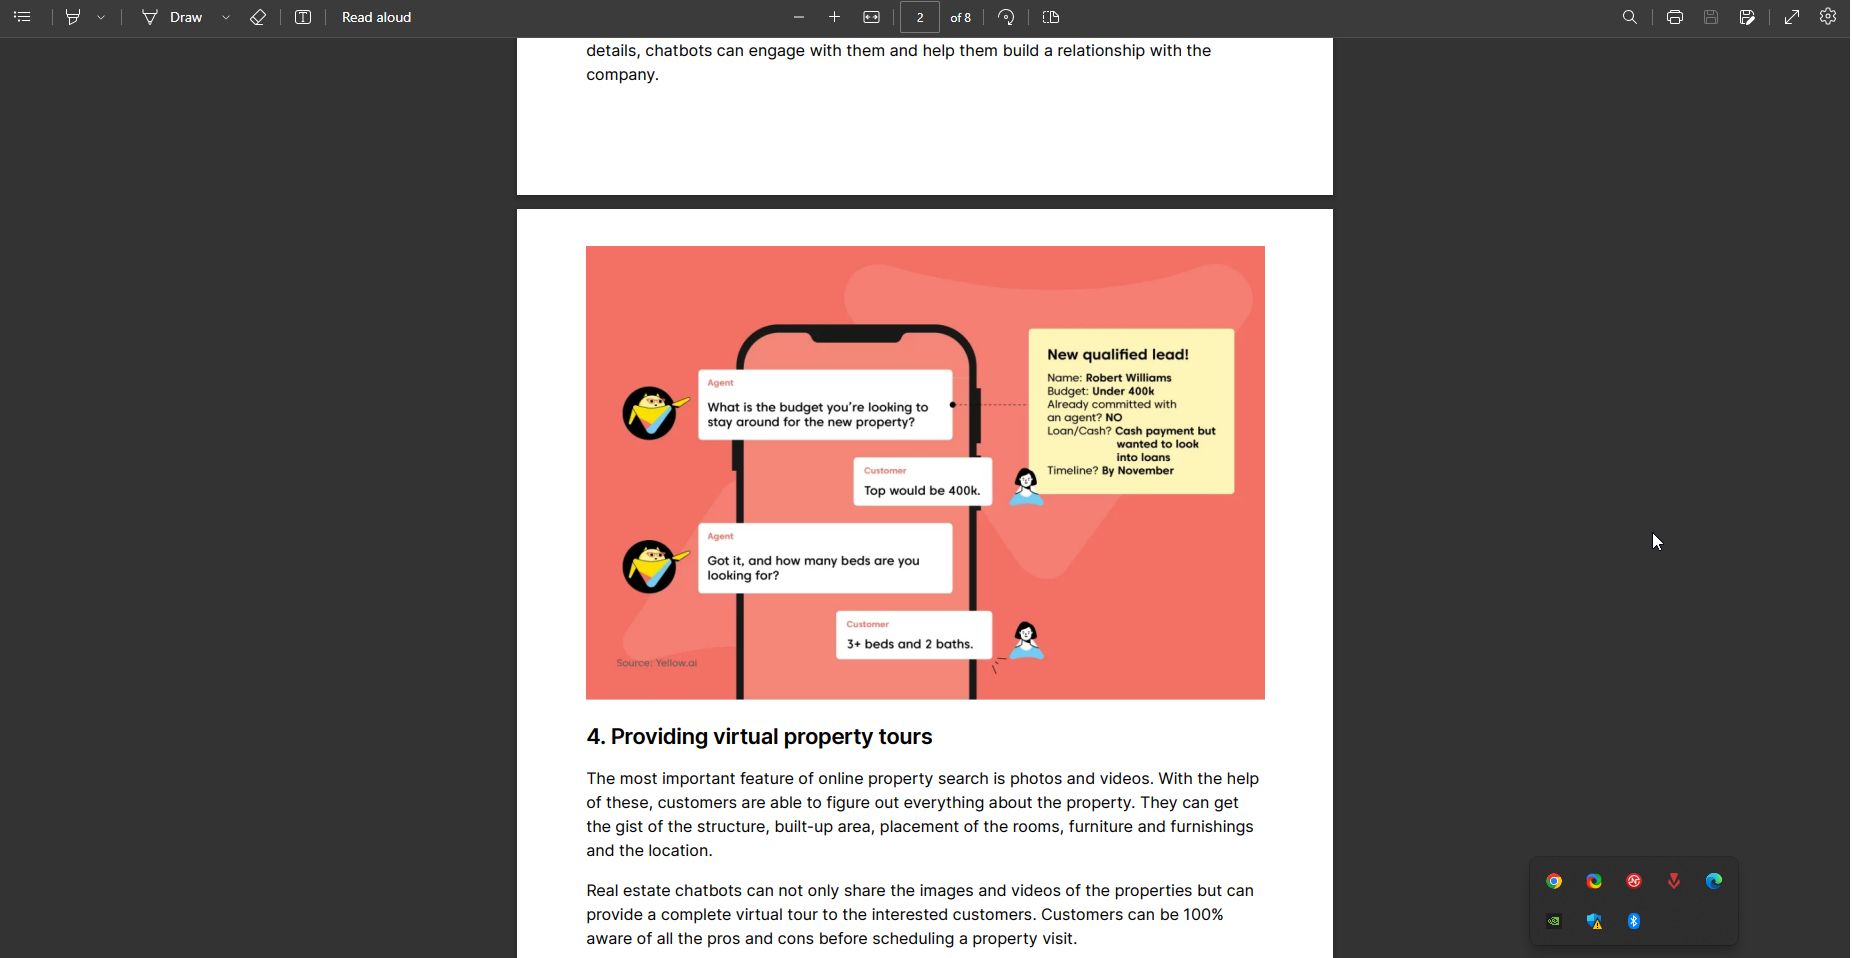 Draw
Read aloud
2
of 8
details, chatbots can engage with them and help them build a relationship with the
company.
Agent
What is the budget you're looking to
stay around for the new property?
Customer
Top would be 400k.
Agent
Got it, and how many beds are you
looking for?
Customer
3+ beds and 2 baths.
New qualified lead!
Name: Robert Williams
Budget: Under 400k
Already committed with
an agent? NO
Loan/Cash? Cash payment but
wanted to look
into loans
Timeline? By November
Source: Yellow.ai
4. Providing virtual property tours
The most important feature of online property search is photos and videos. With the help
of these, customers are able to figure out everything about the property. They can get
the gist of the structure, built-up area, placement of the rooms, furniture and furnishings
and the location.
Real estate chatbots can not only share the images and videos of the properties but can
provide a complete virtual tour to the interested customers. Customers can be 100%
aware of all the pros and cons before scheduling a property visit.